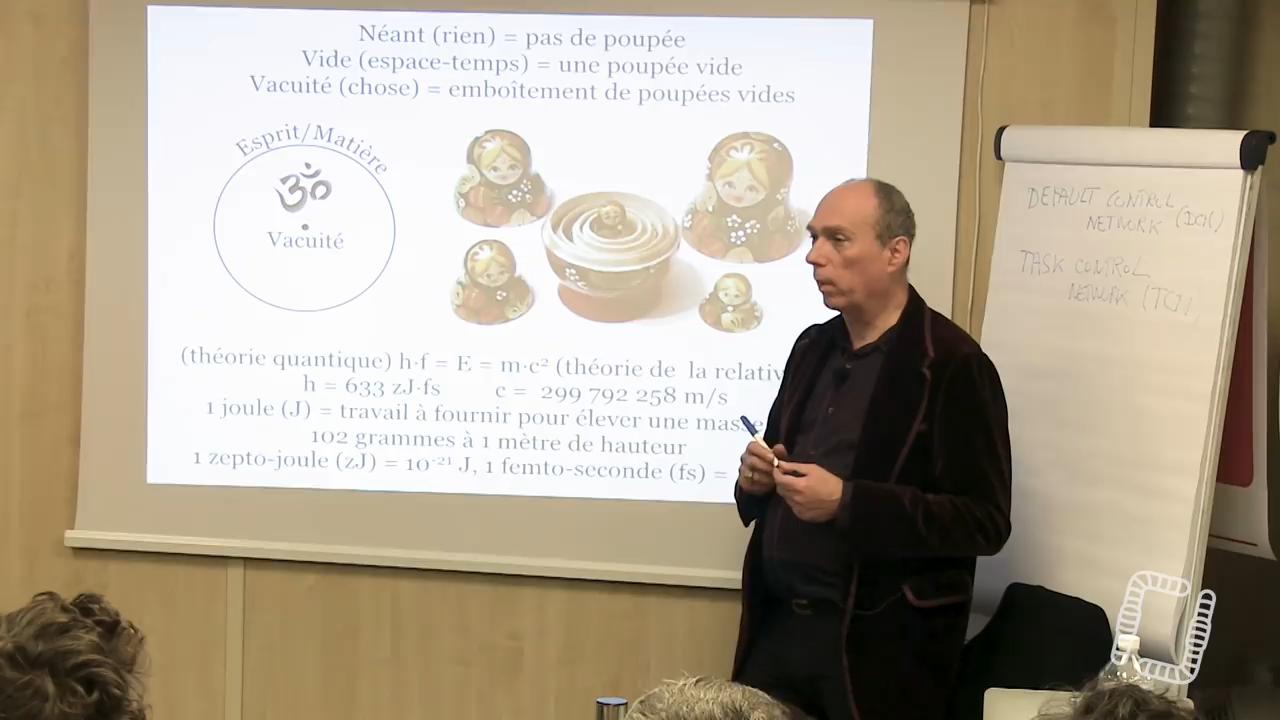 Néant (rien) = pas de poupée
Vide (espace-temps) = une poupée vide
Vacuité (chose) = emboîtement de poupées vides
Esprit/Matière
ॐ
Vacuité
(théorie quantique) h·f = E = m·c² (théorie de la relativ
h = 633 zJ·fs c = 299 792 258 m/s
1 joule (J) = travail à fournir pour élever une masse
102 grammes à 1 mètre de hauteur
1 zepto-joule (zJ) = 10⁻²¹ J, 1 femto-seconde (fs) =
DEFAULT CONTROL
NETWORK (DCN)
TASK CONTROL
NETWORK (TCN)